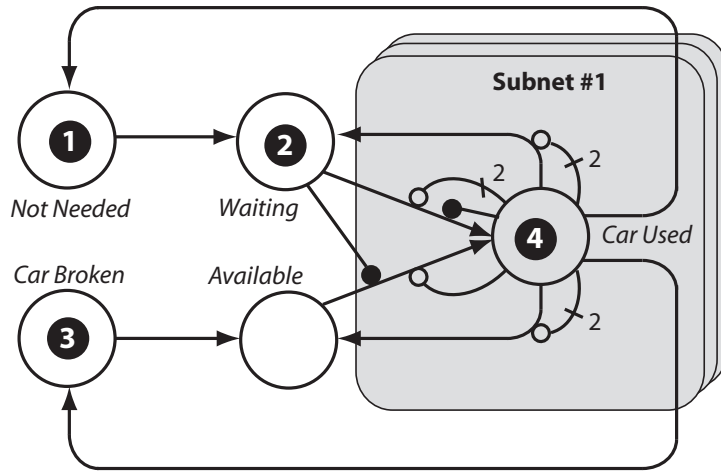 Subnet #1
1
2
2
2
Not Needed
Waiting
4
Car Used
Car Broken
Available
3
2